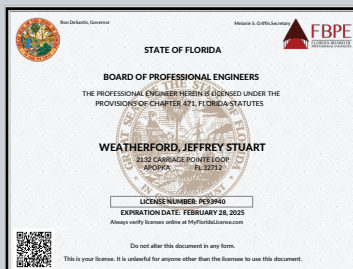 Ron DeSantis, Governor
Melanie S. Griffin, Secretary
FBPE
FLORIDA BOARD OF
PROFESSIONAL ENGINEERS
STATE OF FLORIDA
BOARD OF PROFESSIONAL ENGINEERS
THE PROFESSIONAL ENGINEER HEREIN IS LICENSED UNDER THE
PROVISIONS OF CHAPTER 471, FLORIDA STATUTES
WEATHERFORD, JEFFREY STUART
2132 CARRIAGE POINTE LOOP
APOPKA FL 32712
LICENSE NUMBER: PE93940
EXPIRATION DATE: FEBRUARY 28, 2025
Always verify licenses online at MyFloridaLicense.com
Do not alter this document in any form.
This is your license. It is unlawful for anyone other than the licensee to use this document.